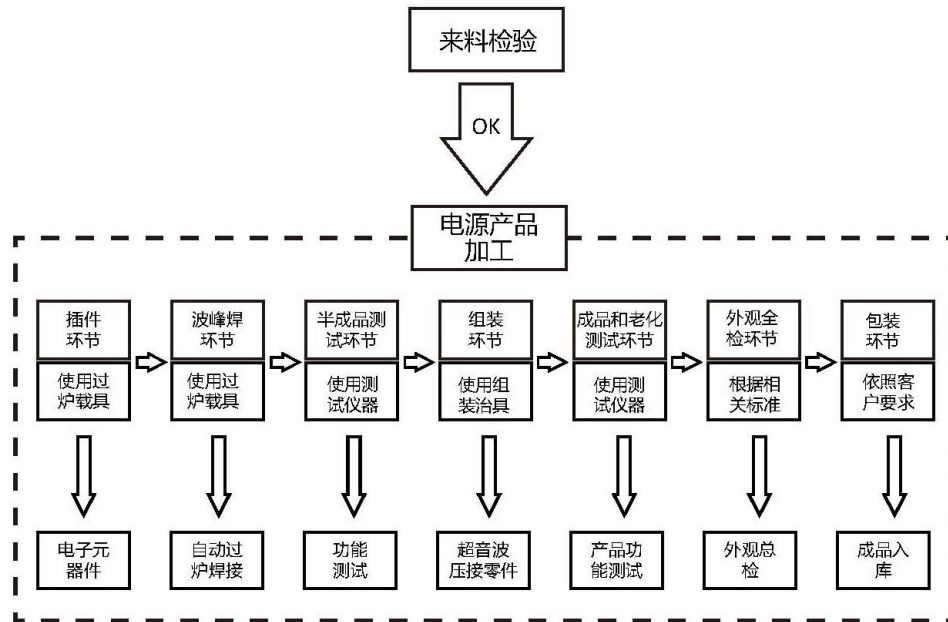 来料检验
OK
电源产品
加工
插件
环节
使用过
炉载具
电子元
器件
波峰焊
环节
使用过
炉载具
自动过
炉焊接
半成品测
试环节
使用测
试仪器
功能
测试
组装
环节
使用组
装治具
超音波
压接零件
成品和老化
测试环节
使用测
试仪器
产品功
能测试
外观全
检环节
根据相
关标准
外观总
检
包装
环节
依照客
户要求
成品入
库